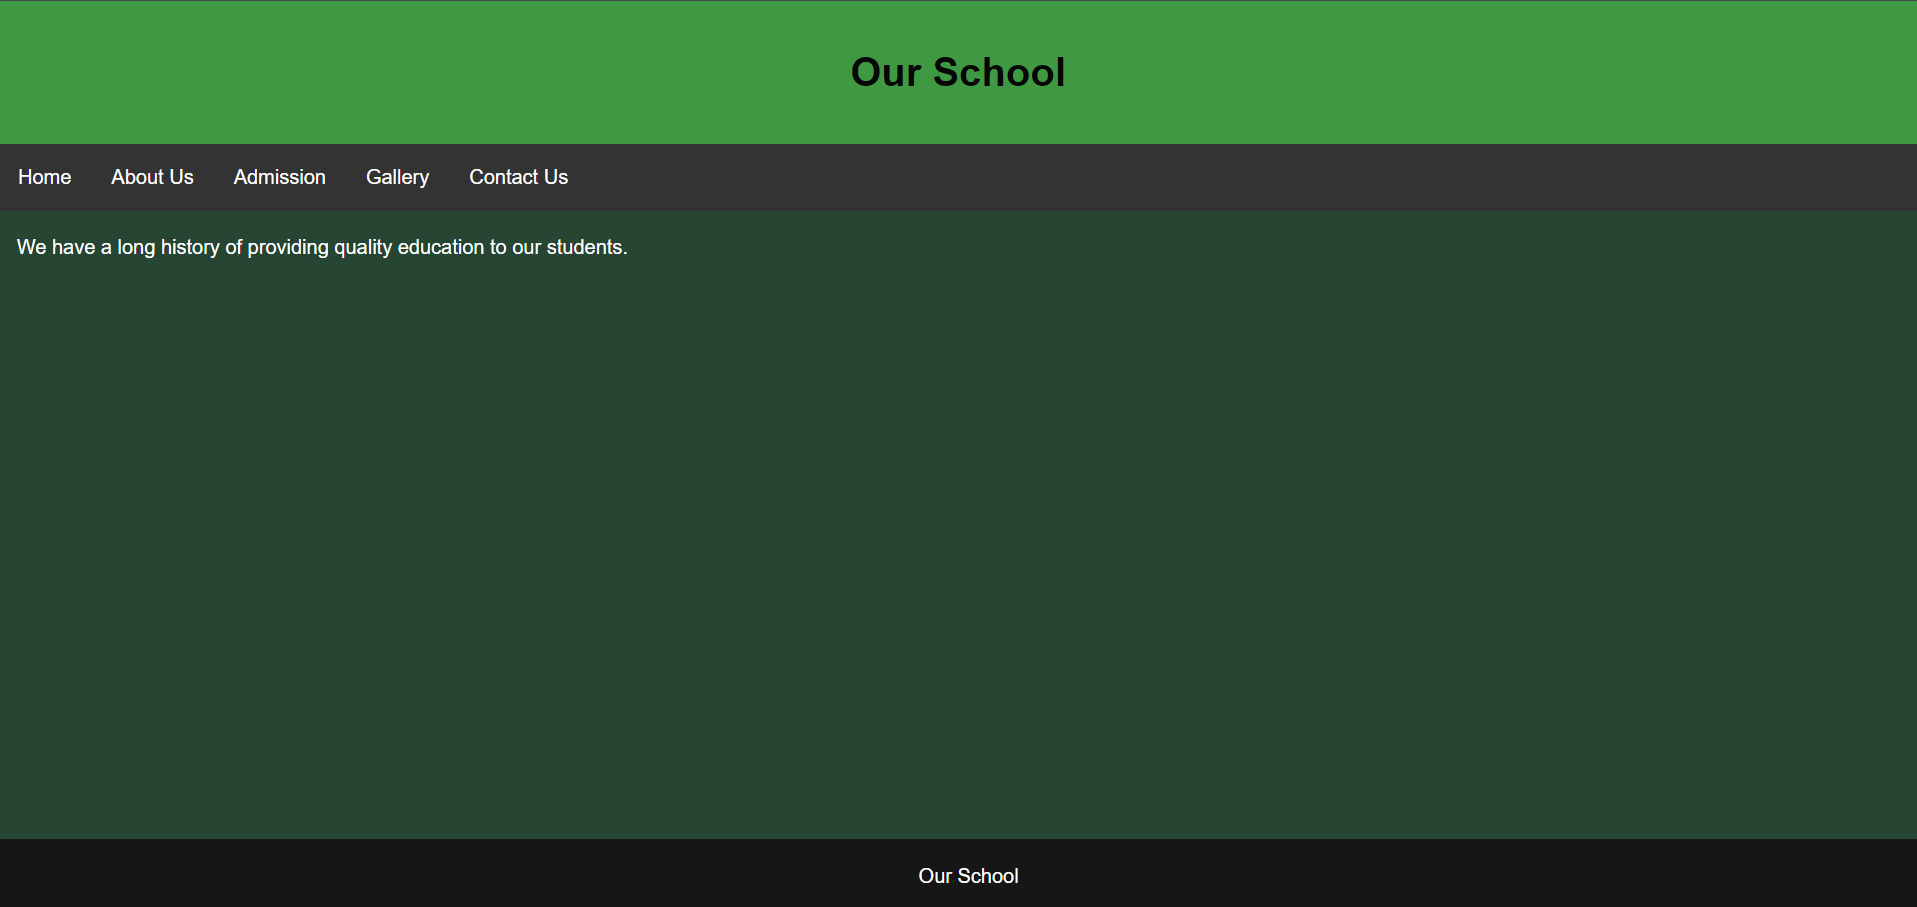 Our School
Home About Us Admission Gallery Contact Us
We have a long history of providing quality education to our students.
Our School